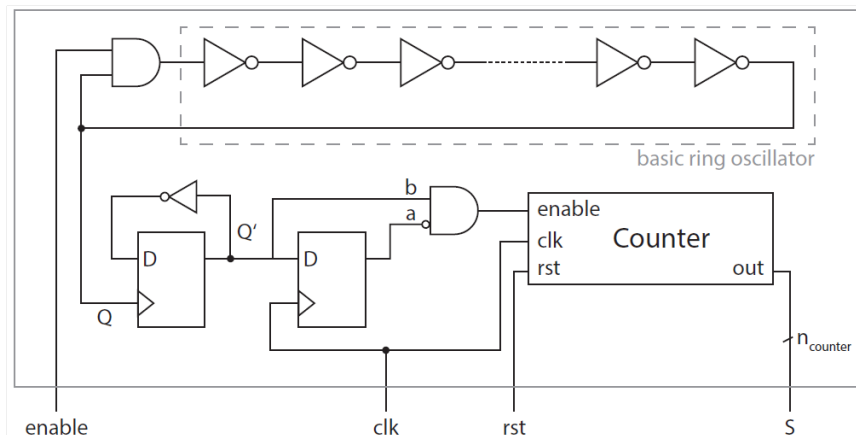 basic ring oscillator
b
a
Q'
D
D
Q
enable
clk
rst
Counter
out
n counter
enable
clk
rst
S